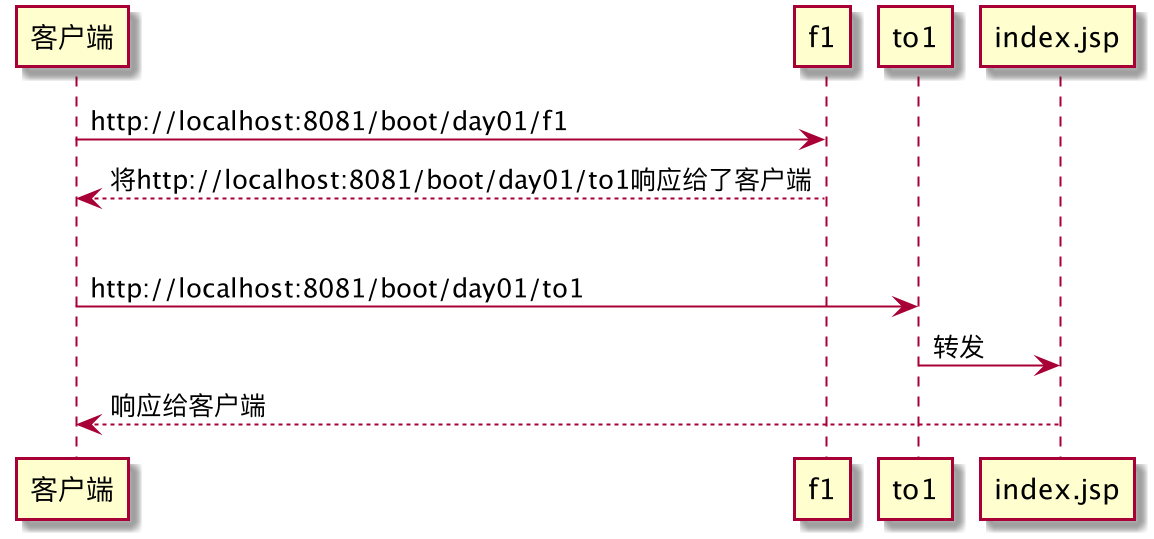 客户端
f1
to1
index.jsp
http://localhost:8081/boot/day01/f1
将http://localhost:8081/boot/day01/to1响应给了客户端
http://localhost:8081/boot/day01/to1
转发
响应给客户端
客户端
f1
to1
index.jsp